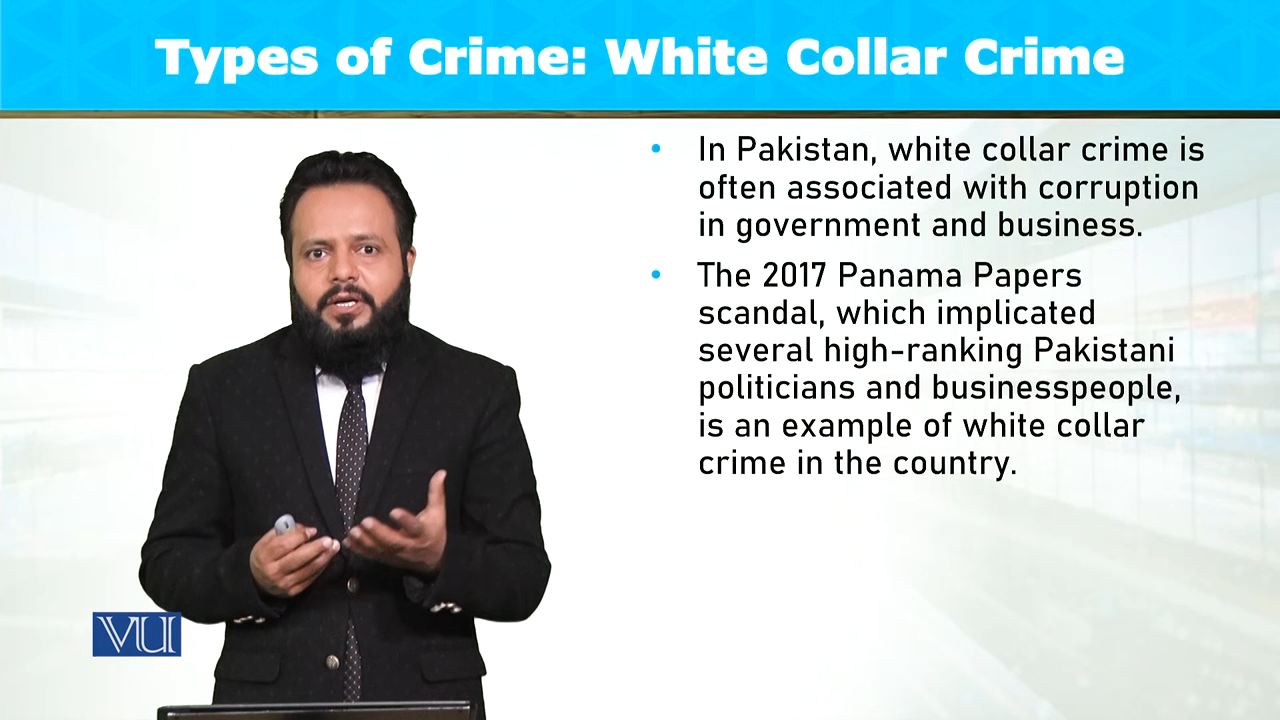 Types of Crime: White Collar Crime
• In Pakistan, white collar crime is
often associated with corruption
in government and business.
• The 2017 Panama Papers
scandal, which implicated
several high-ranking Pakistani
politicians and businesspeople,
is an example of white collar
crime in the country.
VU